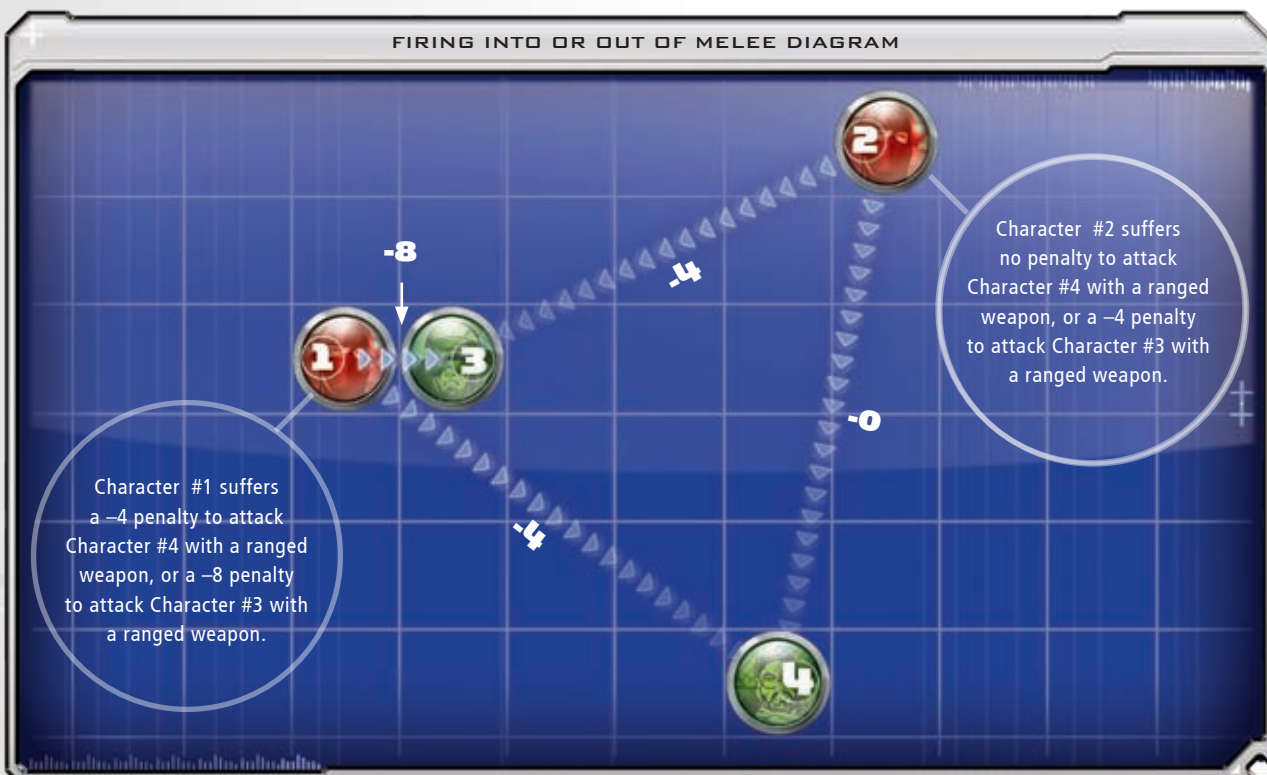 FIRING INTO OR OUT OF MELEE DIAGRAM
2
Character #2 suffers
no penalty to attack
Character #4 with a ranged
weapon, or a –4 penalty
to attack Character #3 with
a ranged weapon.
-8
-4
1
3
-0
Character #1 suffers
a –4 penalty to attack
Character #4 with a ranged
weapon, or a –8 penalty
to attack Character #3 with
a ranged weapon.
-4
4